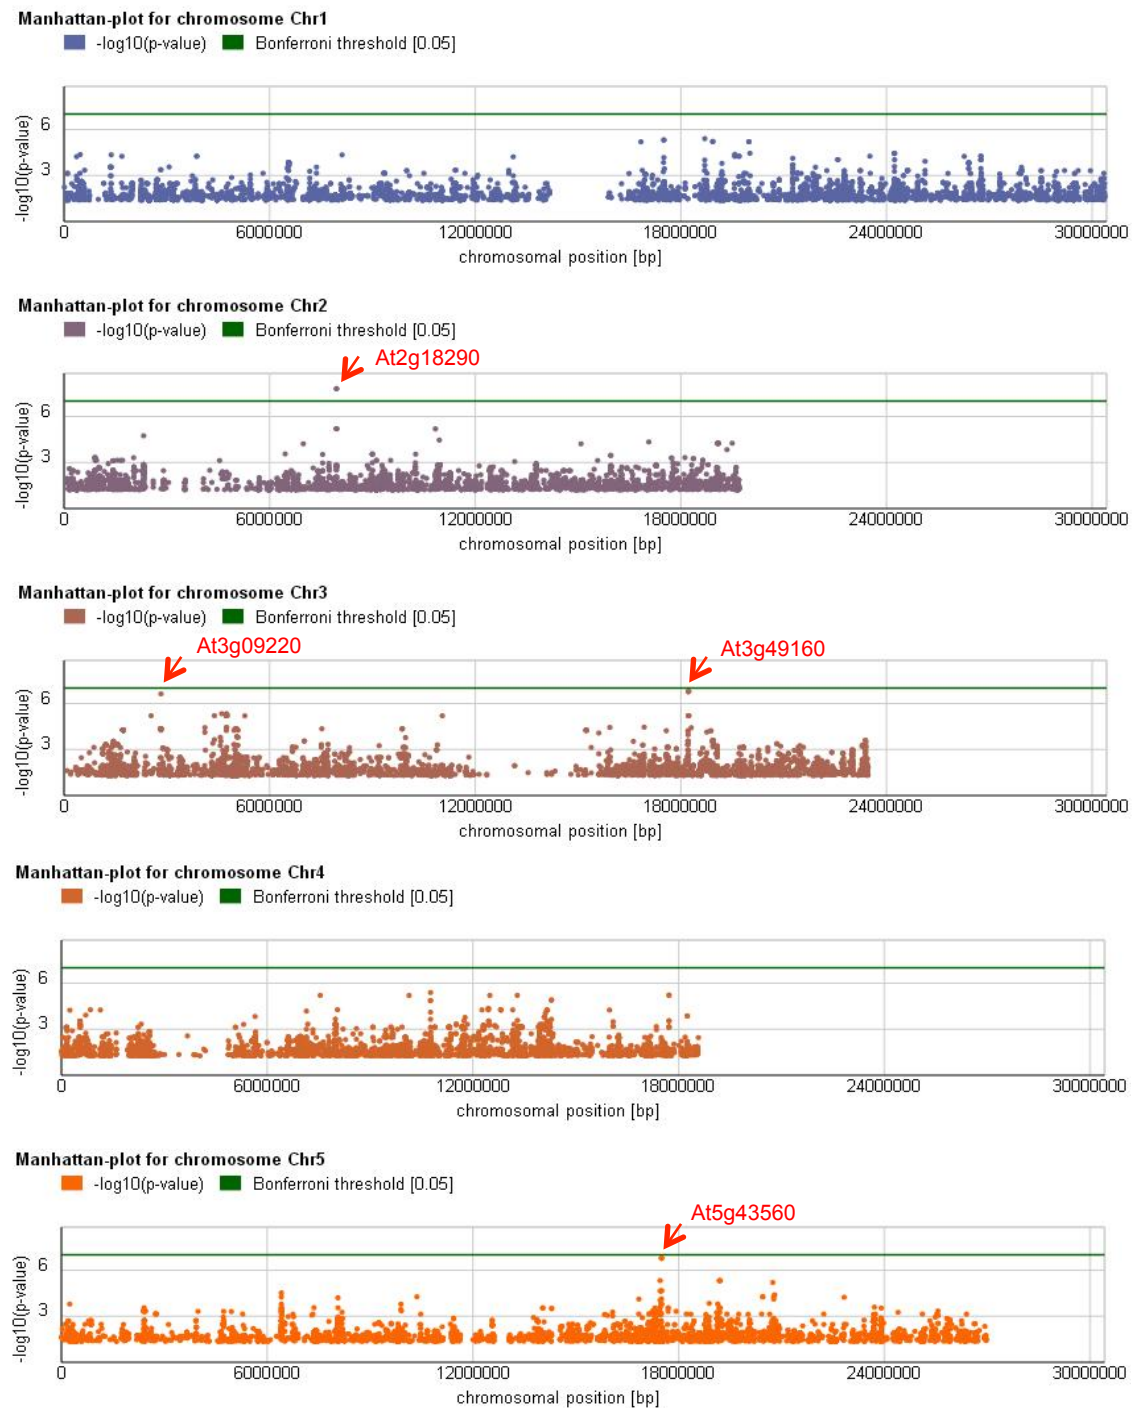 Manhattan-plot for chromosome Chr1
-log10(p-value) Bonferroni threshold [0.05]
-log10(p-value)
6
3
0 6000000 12000000 18000000 24000000 30000000
chromosomal position [bp]
Manhattan-plot for chromosome Chr2
-log10(p-value) Bonferroni threshold [0.05]
At2g18290
-log10(p-value)
6
3
0 6000000 12000000 18000000 24000000 30000000
chromosomal position [bp]
Manhattan-plot for chromosome Chr3
-log10(p-value) Bonferroni threshold [0.05]
At3g09220 At3g49160
-log10(p-value)
6
3
0 6000000 12000000 18000000 24000000 30000000
chromosomal position [bp]
Manhattan-plot for chromosome Chr4
-log10(p-value) Bonferroni threshold [0.05]
-log10(p-value)
6
3
0 6000000 12000000 18000000 24000000 30000000
chromosomal position [bp]
Manhattan-plot for chromosome Chr5
-log10(p-value) Bonferroni threshold [0.05]
At5g43560
-log10(p-value)
6
3
0 6000000 12000000 18000000 24000000 30000000
chromosomal position [bp]